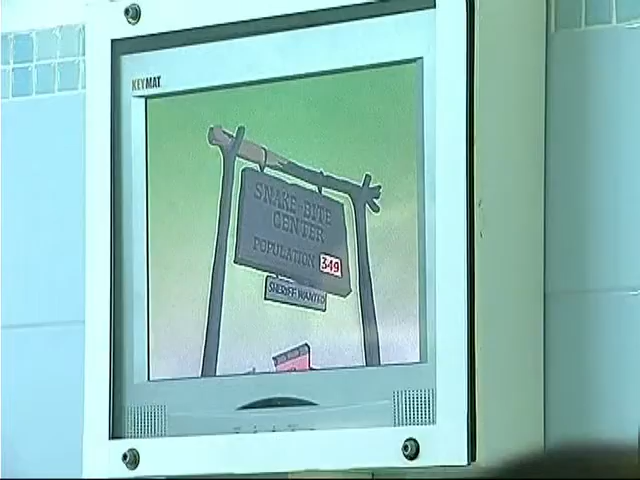 KEYMAT
SNAKE-BITE
CENTER
POPULATION 349
SHERIFF WANTED